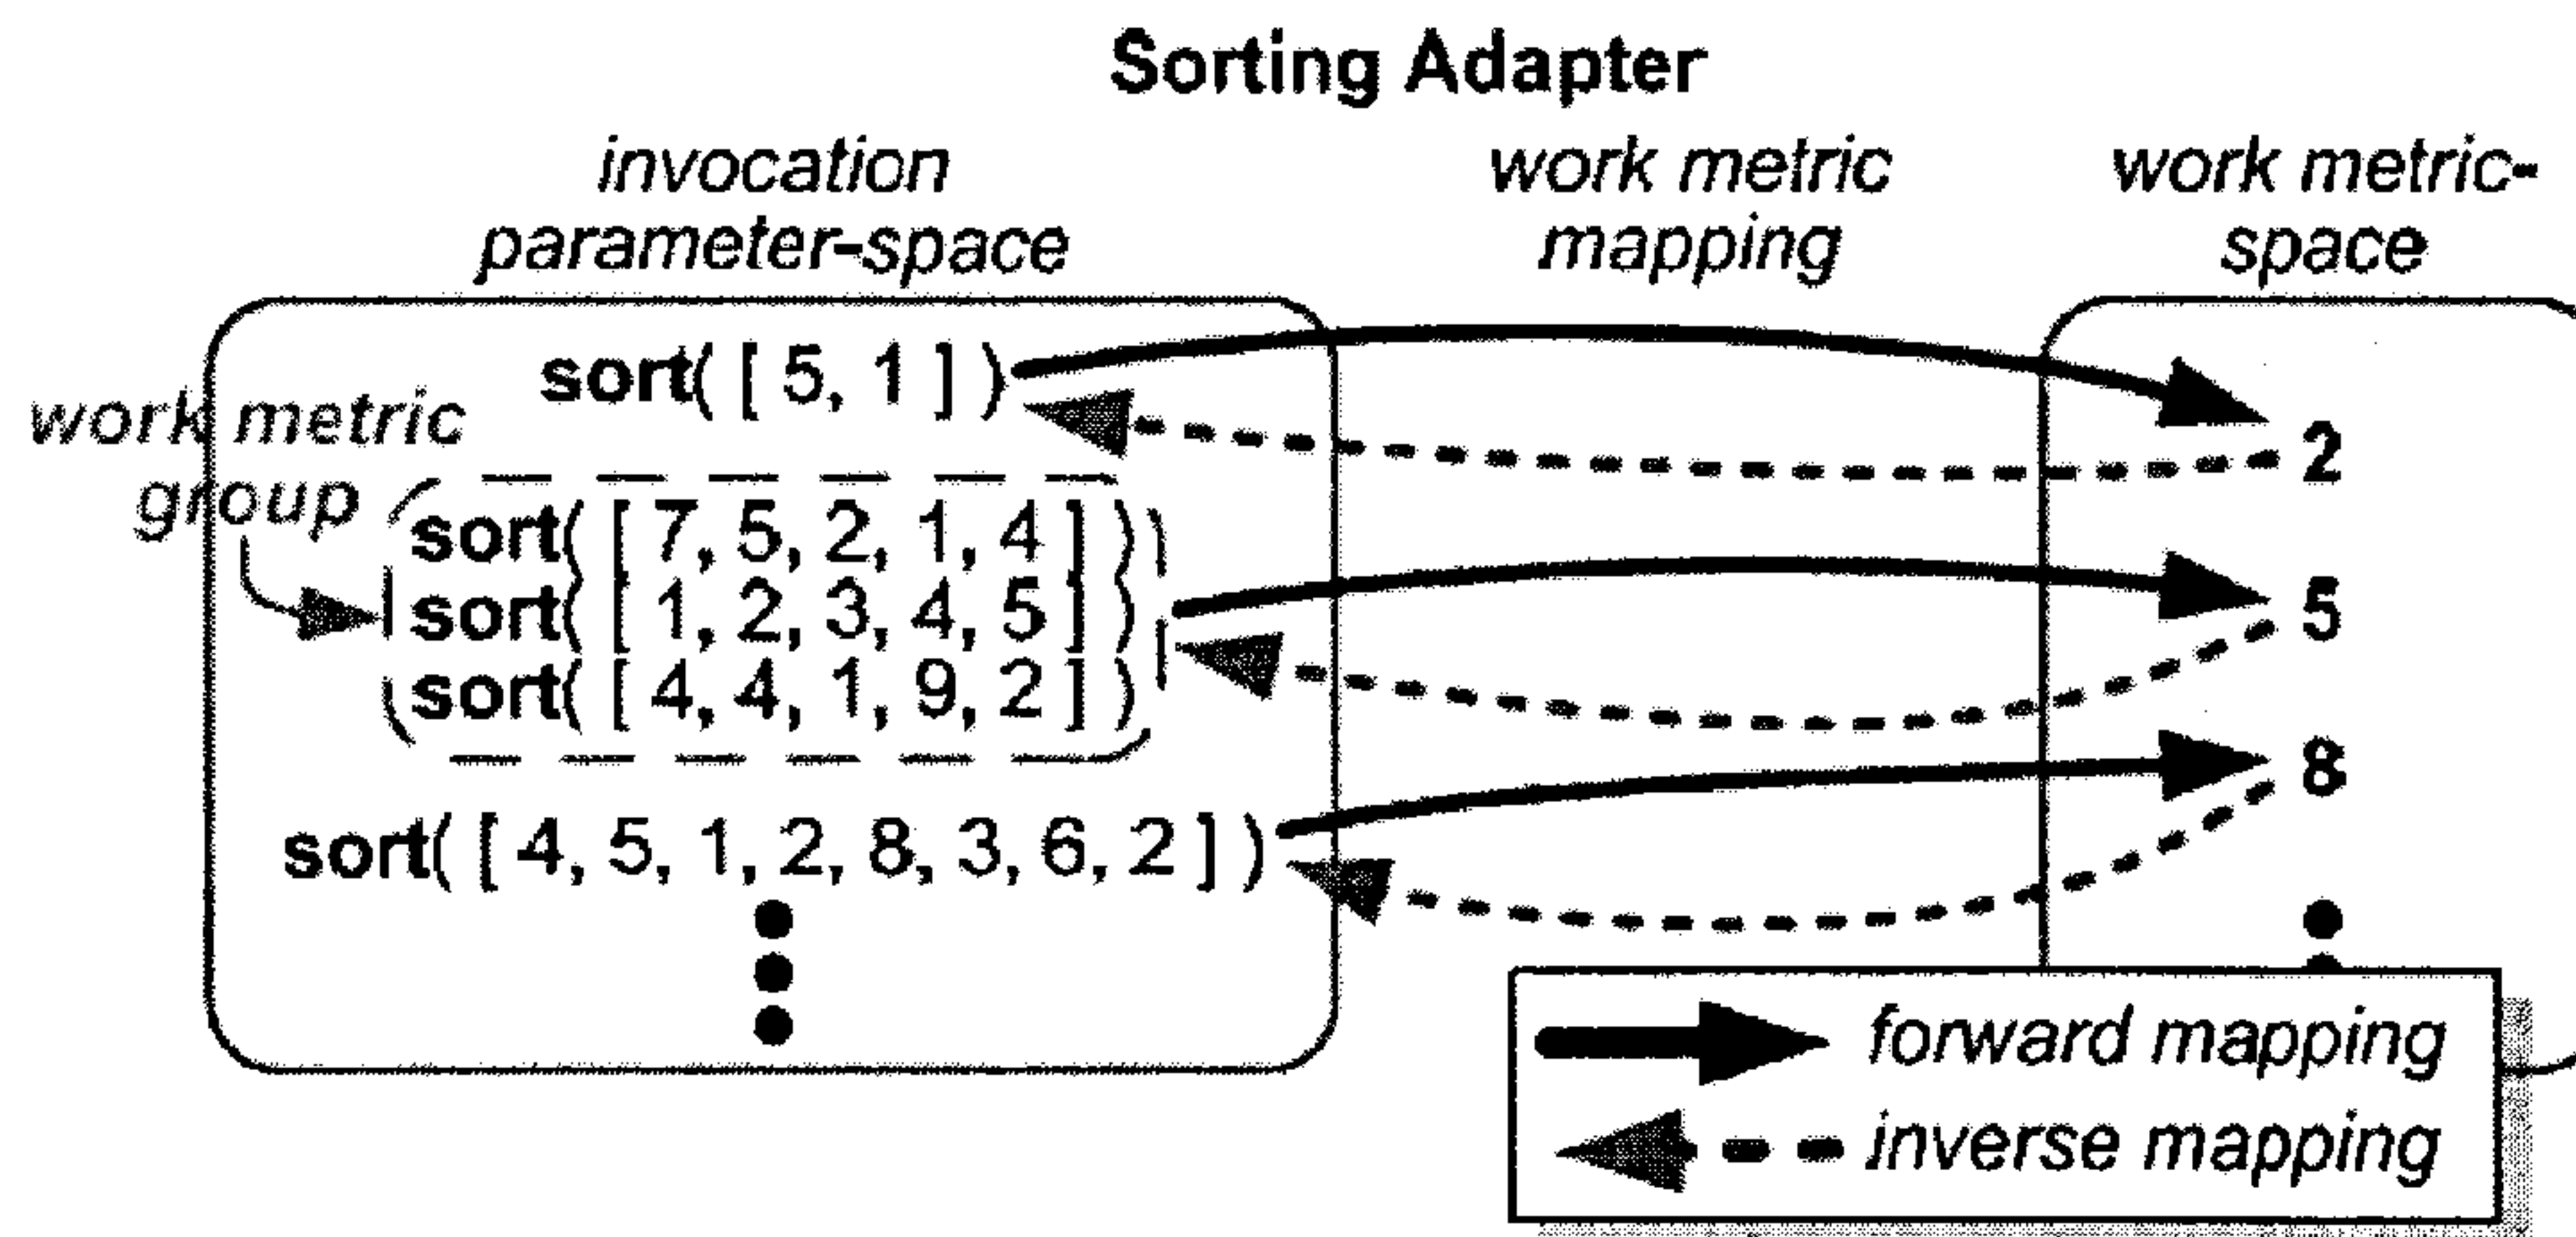 Sorting Adapter
invocation
parameter-space
work metric
mapping
work metric-
space
sort( [ 5, 1 ] )
2
work metric
group
sort( [ 7, 5, 2, 1, 4 ] )
sort( [ 1, 2, 3, 4, 5 ] )
sort( [ 4, 4, 1, 9, 2 ] )
5
8
sort( [ 4, 5, 1, 2, 8, 3, 6, 2 ] )
forward mapping
inverse mapping